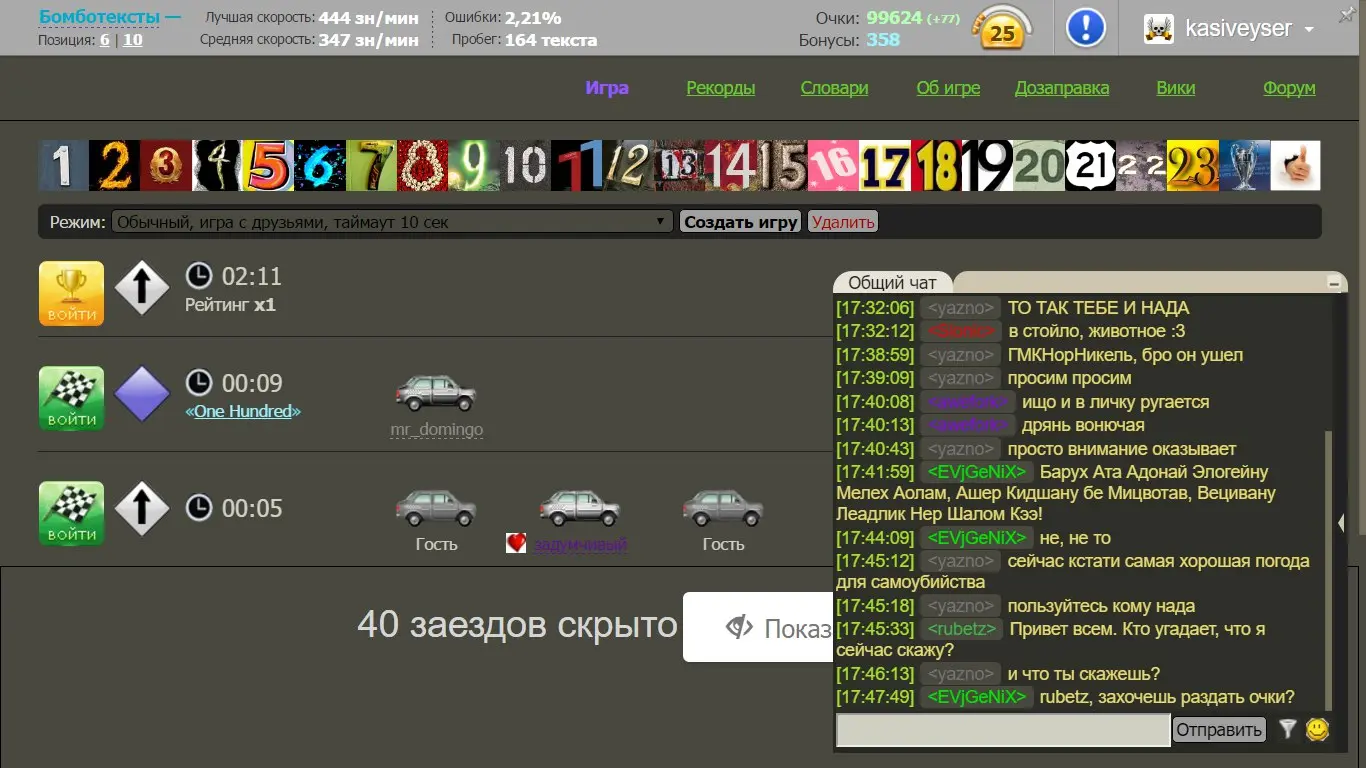 Бомботексты —
Позиция: 6 | 10
Лучшая скорость: 444 зн/мин
Средняя скорость: 347 зн/мин
Ошибки: 2,21%
Пробег: 164 текста
Очки: 99624 (+77)
Бонусы: 358
25
kasiveyser
Игра Рекорды Словари Об игре Дозаправка Вики Форум
1 2 3 4 5 6 7 8 9 10 11 12 13 14 15 16 17 18 19 20 21 22 23
Режим: Обычный, игра с друзьями, таймаут 10 сек Создать игру Удалить
ВОЙТИ
02:11
Рейтинг x1
ВОЙТИ
00:09
«One Hundred»
mr_domingo
ВОЙТИ
00:05
Гость
задумчивый
Гость
40 заездов скрыто
Показ
Общий чат
[17:32:06] <yazno> ТО ТАК ТЕБЕ И НАДА
[17:32:12] в стойло, животное :3
[17:38:59] <yazno> ГМКНорНикель, бро он ушел
[17:39:09] <yazno> просим просим
[17:40:08] ищо и в личку ругается
[17:40:13] дрянь вонючая
[17:40:43] <yazno> просто внимание оказывает
[17:41:59] <EVjGeNiX> Барух Ата Адонай Элогейну
Мелех Аолам, Ашер Кидшану бе Мицвотав, Вецивану
Леадлик Нер Шалом Кээ!
[17:44:09] <EVjGeNiX> не, не то
[17:45:12] <yazno> сейчас кстати самая хорошая погода
для самоубийства
[17:45:18] <yazno> пользуйтесь кому нада
[17:45:33] <rubetz> Привет всем. Кто угадает, что я
сейчас скажу?
[17:46:13] <yazno> и что ты скажешь?
[17:47:49] <EVjGeNiX> rubetz, захочешь раздать очки?
Отправить